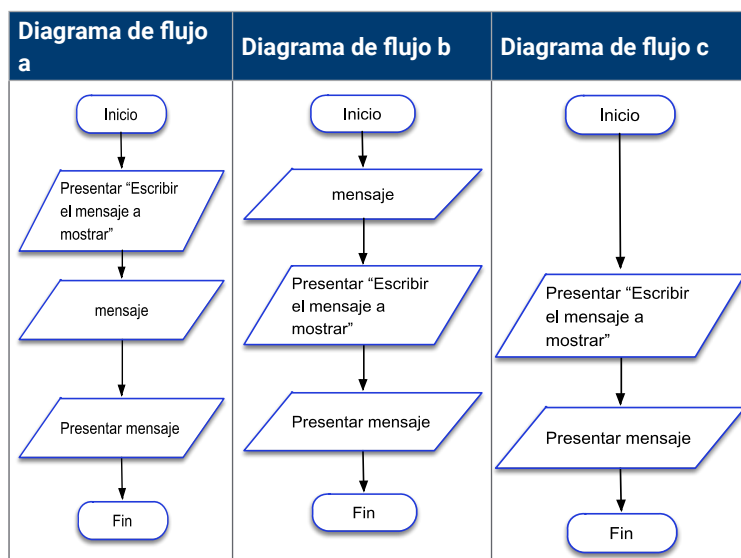 Diagrama de flujo
a
Diagrama de flujo b
Diagrama de flujo c
Inicio
Presentar “Escribir
el mensaje a
mostrar”
mensaje
Presentar mensaje
Fin
Inicio
mensaje
Presentar “Escribir
el mensaje a
mostrar”
Presentar mensaje
Fin
Inicio
Presentar “Escribir
el mensaje a
mostrar”
Presentar mensaje
Fin